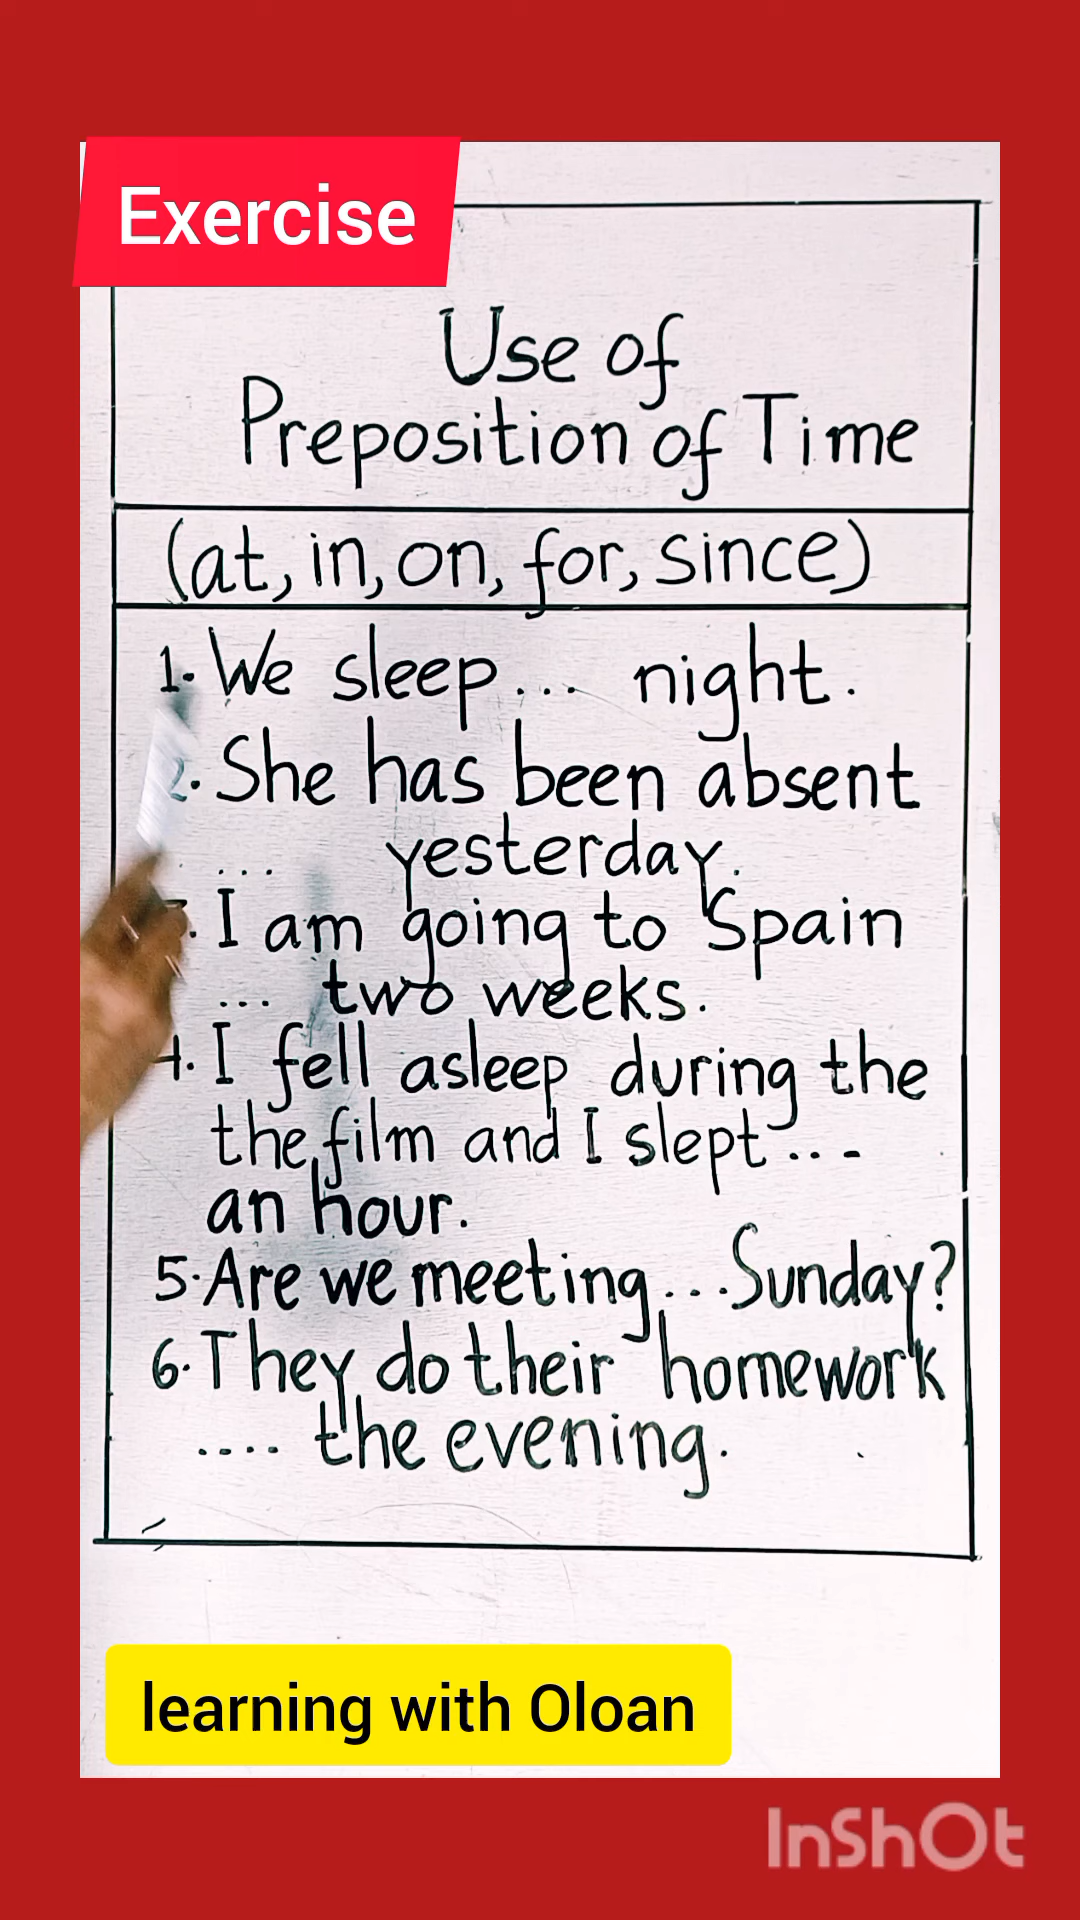 Exercise
Use of
Preposition of Time
(at, in, on, for, since)
1. We sleep... night.
2. She has been absent
... yesterday.
. I am going to Spain
... two weeks.
4. I fell asleep during the
the film and I slept...
an hour.
5. Are we meeting...Sunday?
6. They do their homework
.... the evening.
learning with Oloan
InShOt